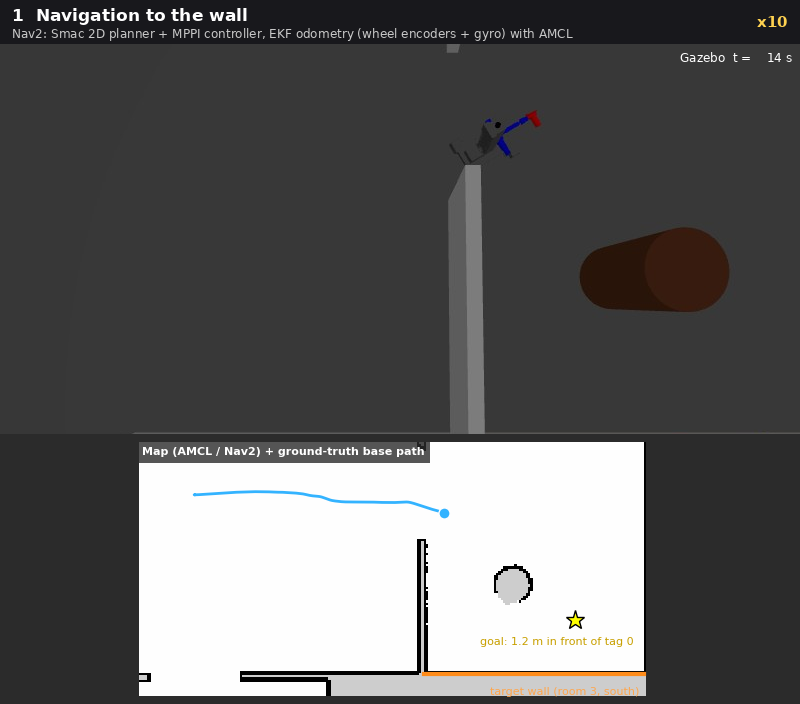 1 Navigation to the wall
Nav2: Smac 2D planner + MPPI controller, EKF odometry (wheel encoders + gyro) with AMCL
x10
Gazebo t = 14 s
Map (AMCL / Nav2) + ground-truth base path
goal: 1.2 m in front of tag 0
target wall (room 3, south)